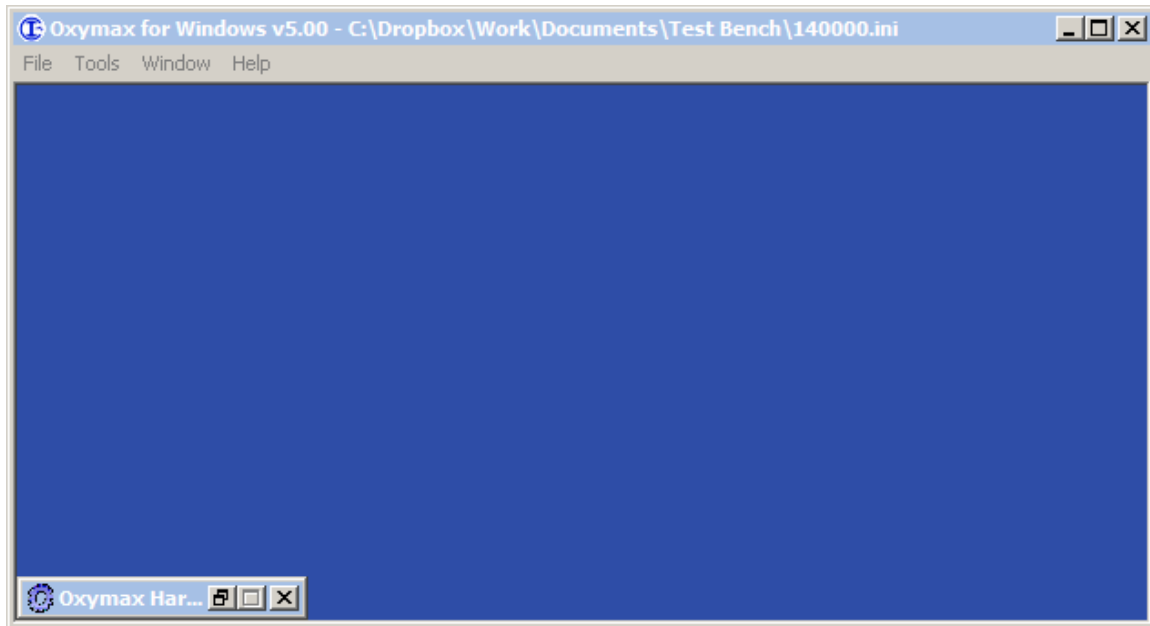 Oxymax for Windows v5.00 - C:\Dropbox\Work\Documents\Test Bench\140000.ini
File Tools Window Help
Oxymax Har...